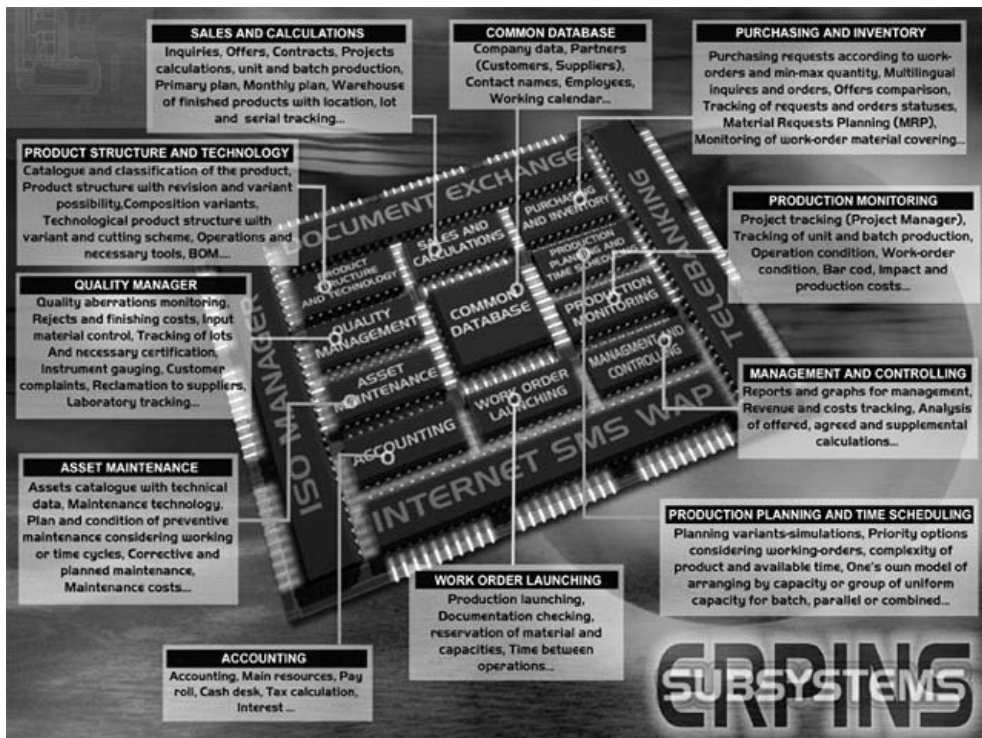 SALES AND CALCULATIONS
Inquiries, Offers, Contracts, Projects
calculations, unit and batch production,
Primary plan, Monthly plan, Warehouse
of finished products with location, lot
and serial tracking...
COMMON DATABASE
Company data, Partners
(Customers, Suppliers),
Contact names, Employees,
Working calendar...
PURCHASING AND INVENTORY
Purchasing requests according to work-
orders and min-max quantity, Multilingual
inquires and orders, Offers comparison,
Tracking of requests and orders statuses,
Material Requests Planning (MRP),
Monitoring of work-order material covering...
PRODUCT STRUCTURE AND TECHNOLOGY
Catalogue and classification of the product,
Product structure with revision and variant
possibility,Composition variants,
Technological product structure with
variant and cutting scheme, Operations and
necessary tools, BOM....
PRODUCTION MONITORING
Project tracking (Project Manager),
Tracking of unit and batch production,
Operation condition, Work-order
condition, Bar cod, Impact and
production costs...
QUALITY MANAGER
Quality aberrations monitoring,
Rejects and finishing costs, Input
material control, Tracking of lots
And necessary certification,
Instrument gauging, Customer
complaints, Reclamation to suppliers,
Laboratory tracking...
MANAGEMENT AND CONTROLLING
Reports and graphs for management,
Revenue and costs tracking, Analysis
of offered, agreed and supplemental
calculations...
ASSET MAINTENANCE
Assets catalogue with technical
data, Maintenance technology,
Plan and condition of preventive
maintenance considering working
or time cycles, Corrective and
planned maintenance,
Maintenance costs...
PRODUCTION PLANNING AND TIME SCHEDULING
Planning variants-simulations, Priority options
considering working-orders, complexity of
product and available time, One's own model of
arranging by capacity or group of uniform
capacity for batch, parallel or combined...
WORK ORDER LAUNCHING
Production launching,
Documentation checking,
reservation of material and
capacities, Time between
operations...
ACCOUNTING
Accounting, Main resources, Pay
roll, Cash desk, Tax calculation,
Interest ...
DOCUMENT EXCHANGE
TELEBANKING
ISO MANAGER
INTERNET SMS WAP
PRODUCT
STRUCTURE
AND TECHNOLOGY
SALES AND
CALCULATIONS
PURCHASING
AND INVENTORY
PRODUCTION
PLANNING AND
TIME SCHEDULING
QUALITY
MANAGEMENT
COMMON
DATABASE
PRODUCTION
MONITORING
ASSET
MAINTENANCE
MANAGMENT AND
CONTROLLING
ACCOUNTING
WORK ORDER
LAUNCHING
ERPINS
SUBSYSTEMS